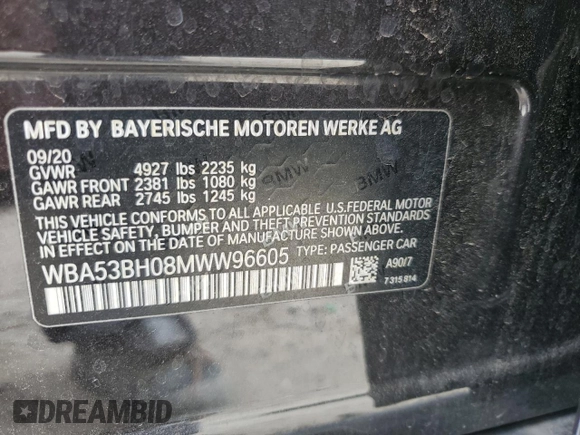 MFD BY BAYERISCHE MOTOREN WERKE AG
09/20
GVWR 4927 lbs 2235 kg
GAWR FRONT 2381 lbs 1080 kg
GAWR REAR 2745 lbs 1245 kg
THIS VEHICLE CONFORMS TO ALL APPLICABLE U.S.FEDERAL MOTOR
VEHICLE SAFETY, BUMPER AND THEFT PREVENTION STANDARDS
IN EFFECT ON THE DATE OF MANUFACTURE SHOWN ABOVE.
WBA53BH08MWW96605 TYPE: PASSENGER CAR
A90/7
7315814
BMW
BMW
DREAMBID